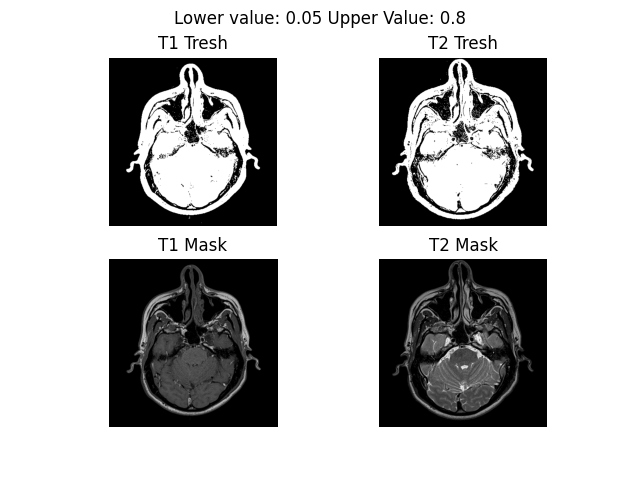 Lower value: 0.05 Upper Value: 0.8
T1 Tresh
T2 Tresh
T1 Mask
T2 Mask